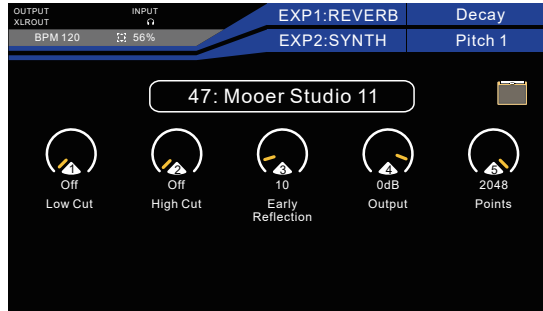 OUTPUT
XLROUT
INPUT
BPM 120
56%
EXP1:REVERB
Decay
EXP2:SYNTH
Pitch 1
47: Mooer Studio 11
1
2
3
4
5
Off
Off
10
0dB
2048
Low Cut
High Cut
Early
Reflection
Output
Points